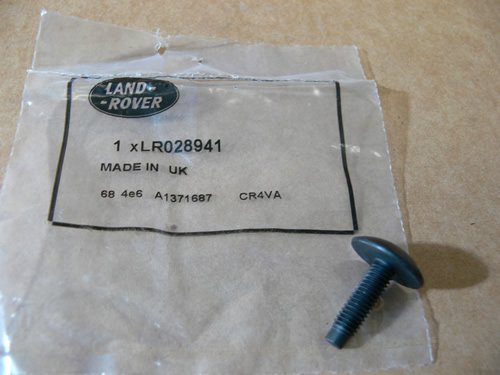 LAND-
-ROVER
1 xLR028941
MADE IN UK
68 4e6 A1371687 CR4VA